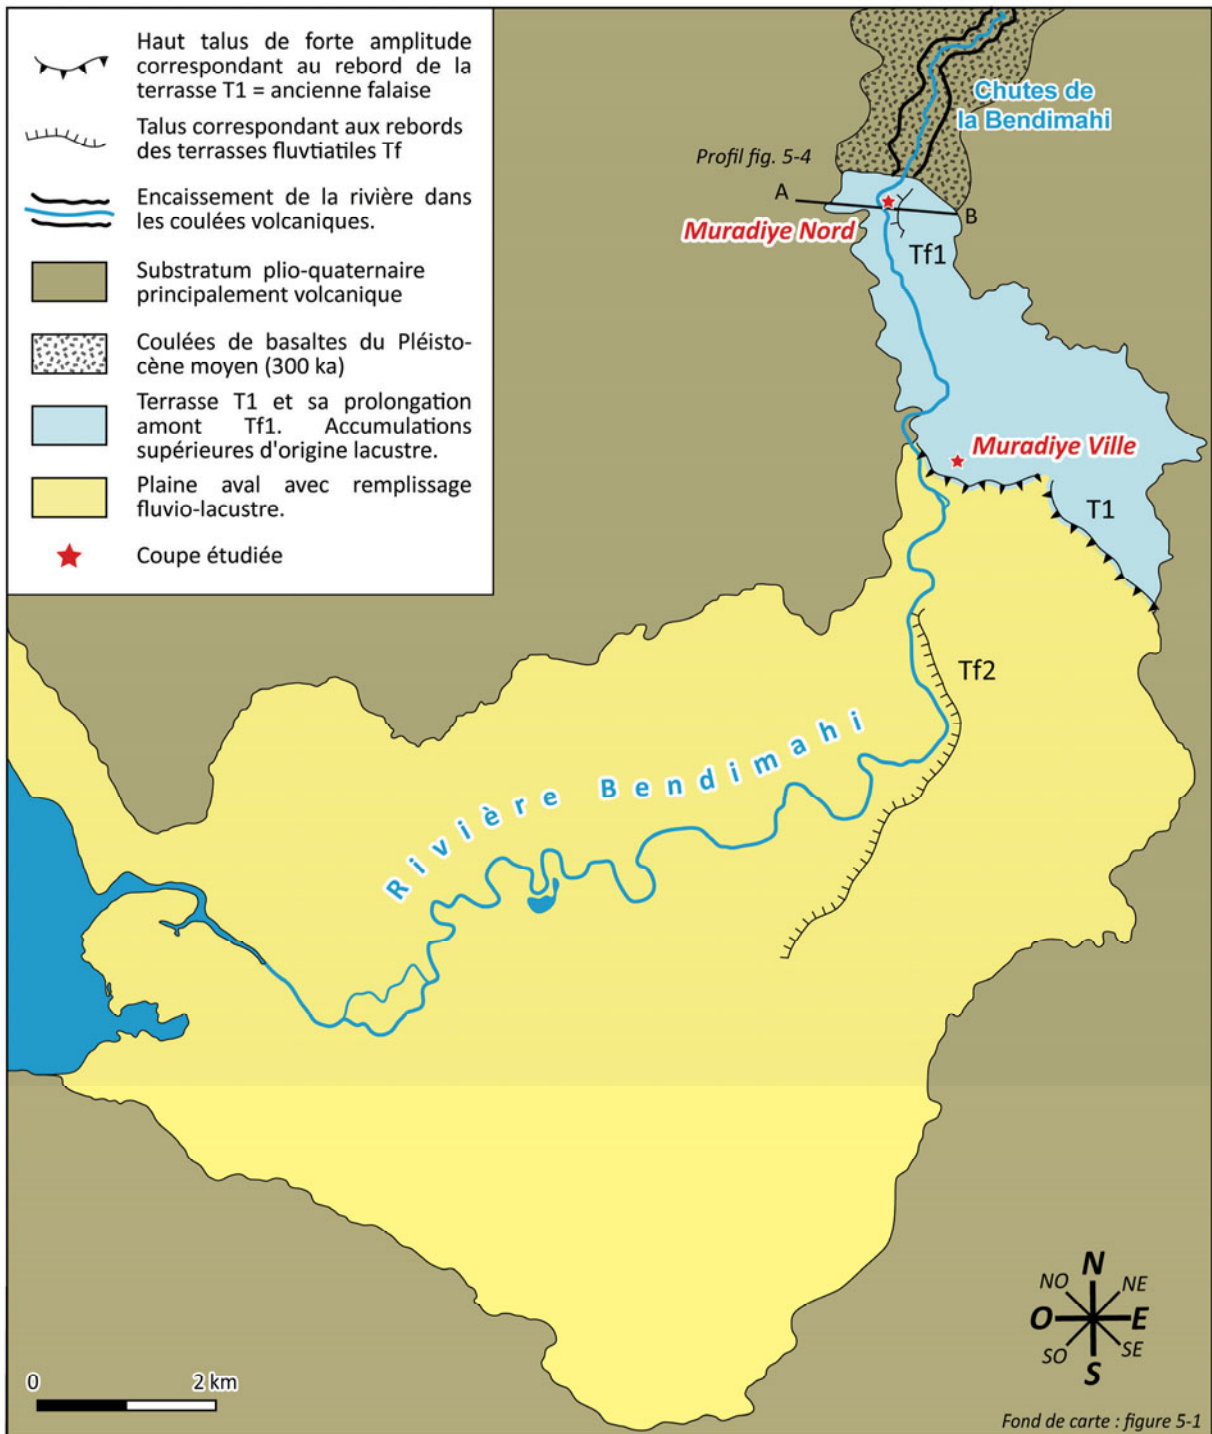 Haut talus de forte amplitude
correspondant au rebord de la
terrasse T1 = ancienne falaise
Talus correspondant aux rebords
des terrasses fluvtiatiles Tf
Encaissement de la rivière dans
les coulées volcaniques.
Substratum plio-quaternaire
principalement volcanique
Coulées de basaltes du Pléisto-
cène moyen (300 ka)
Terrasse T1 et sa prolongation
amont Tf1. Accumulations
supérieures d'origine lacustre.
Plaine aval avec remplissage
fluvio-lacustre.
Coupe étudiée
Chutes de
la Bendimahi
Profil fig. 5-4
A
B
Muradiye Nord
Tf1
Muradiye Ville
T1
Tf2
Rivière Bendimahi
N
NO
NE
O
E
SO
SE
S
0
2 km
Fond de carte : figure 5-1